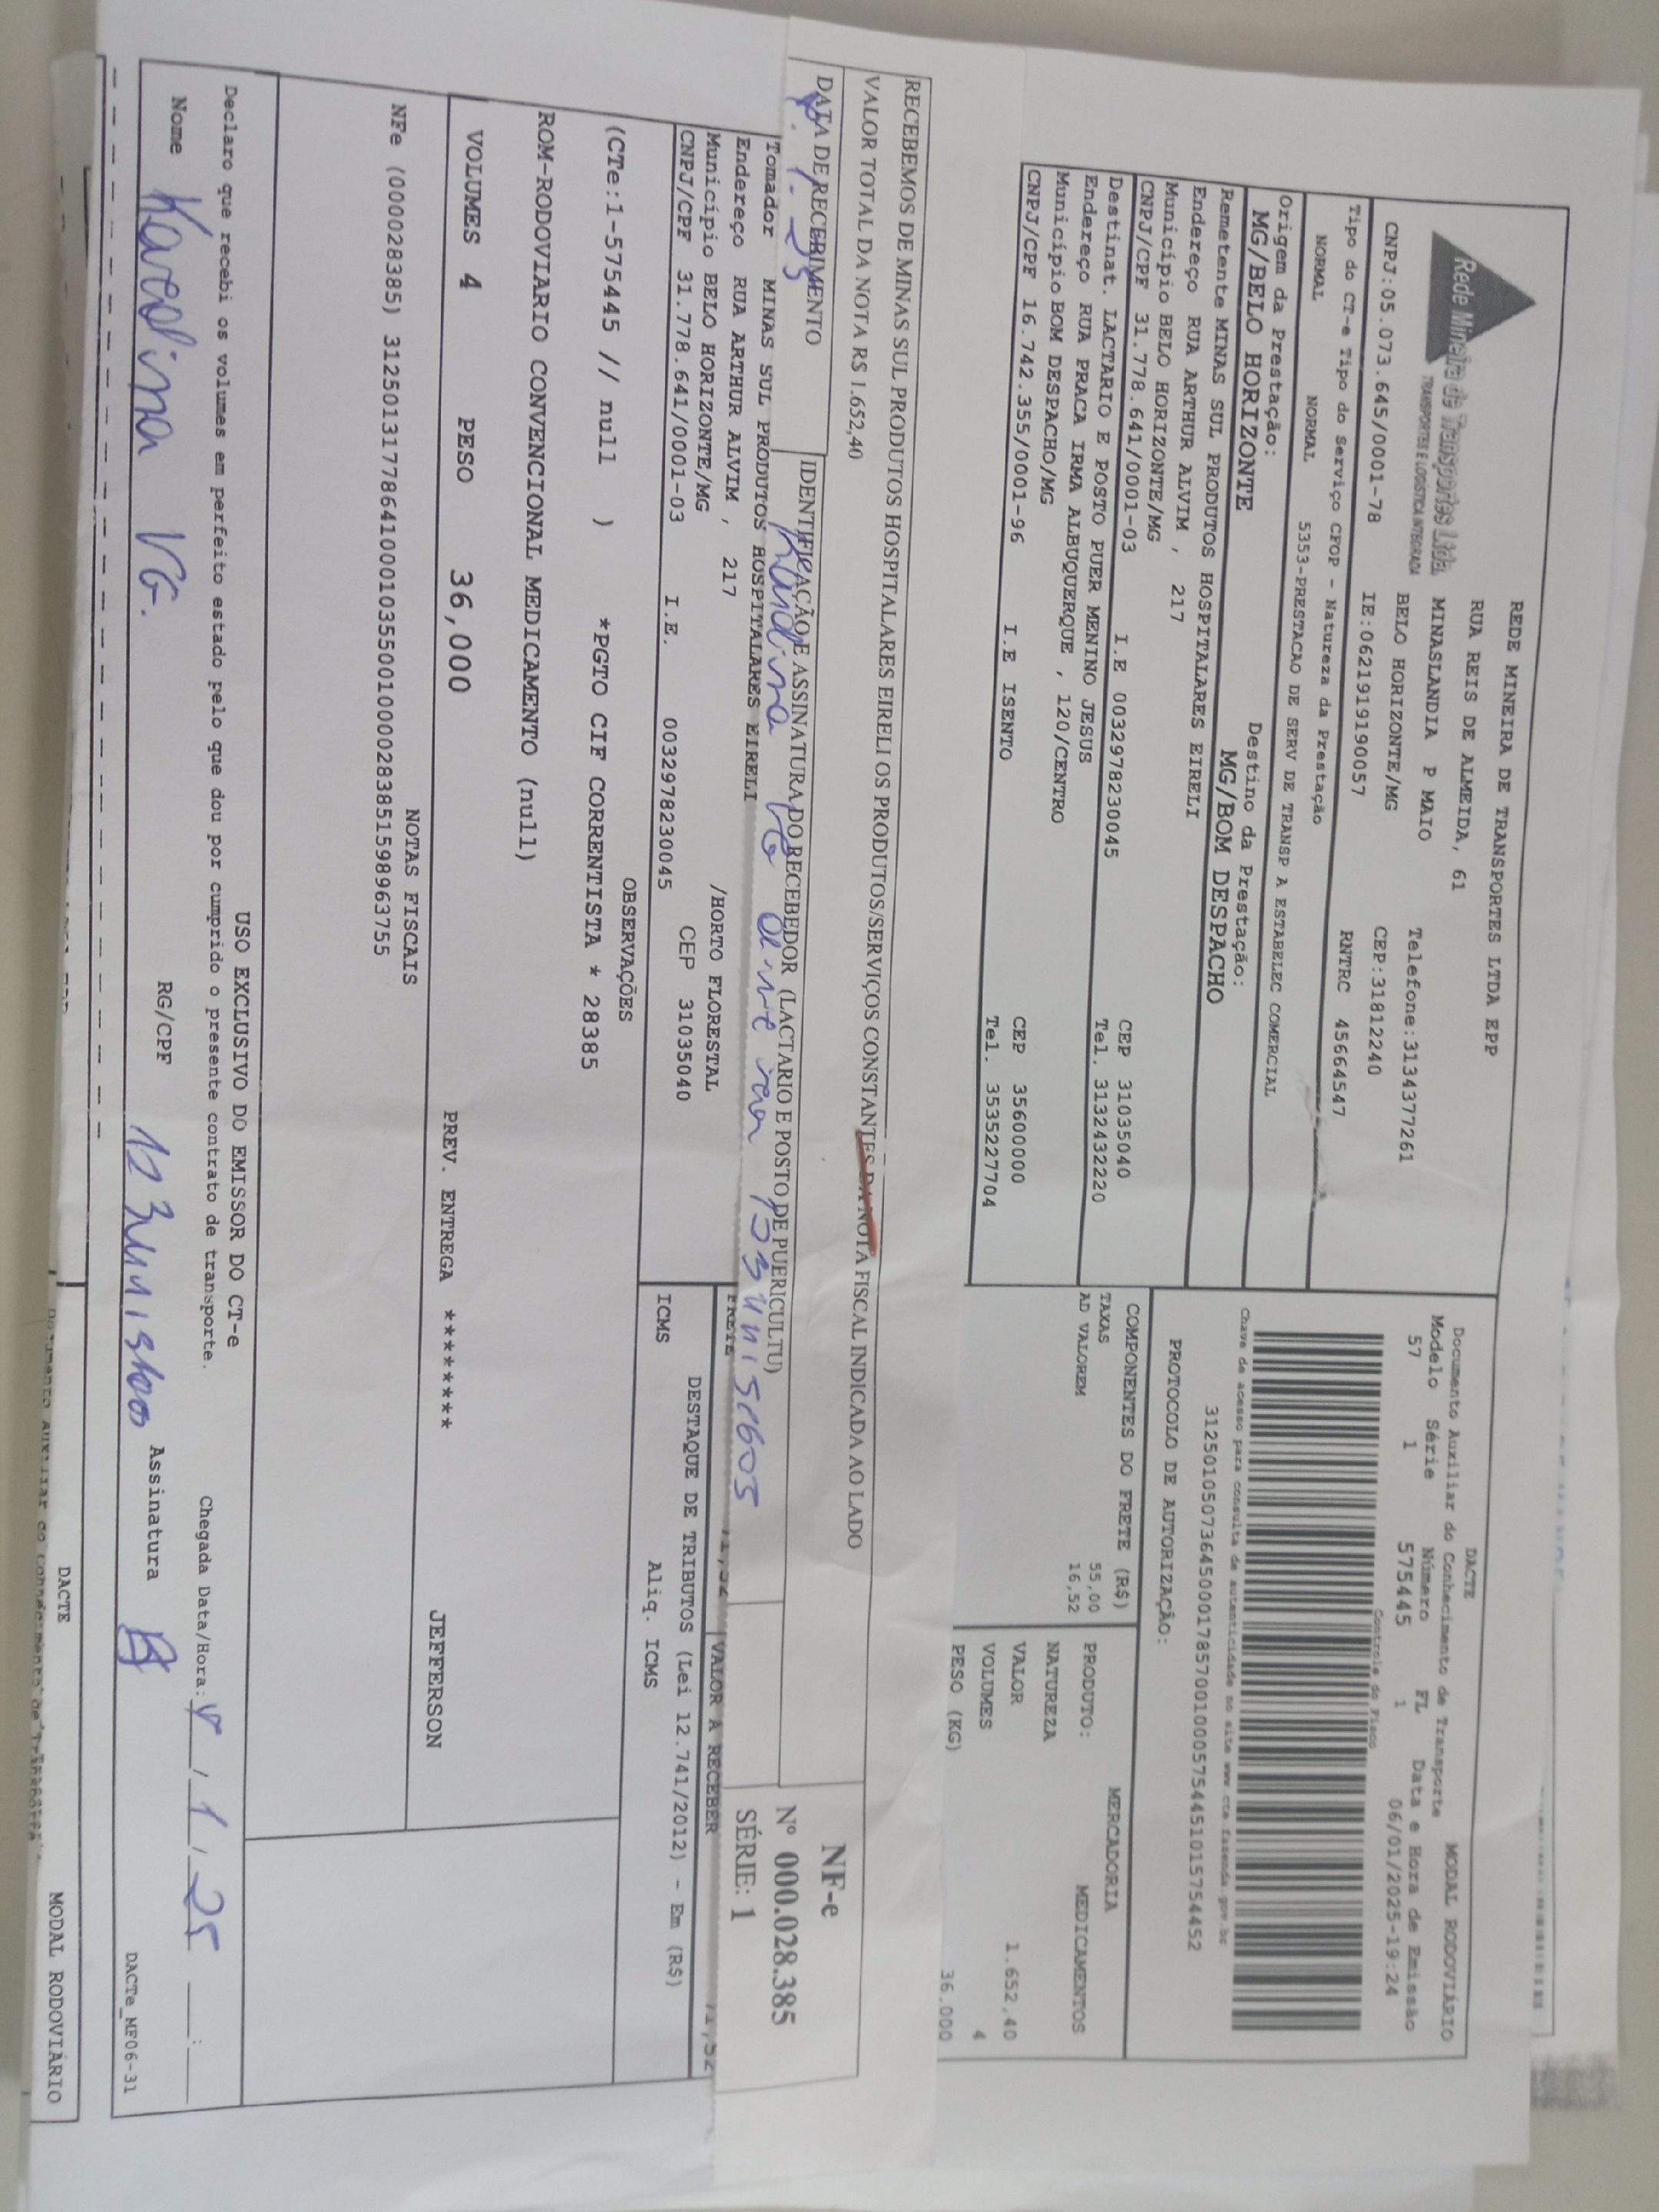 Rede Mineira de Transportes Ltda.
TRANSPORTES E LOGISTICA INTEGRADA
REDE MINEIRA DE TRANSPORTES LTDA EPP
RUA REIS DE ALMEIDA, 61
MINASLANDIA P MAIO Telefone:3134377261
BELO HORIZONTE/MG CEP:31812240
CNPJ:05.073.645/0001-78 IE:0621919190057 RNTRC 45664547
Tipo do CT-e Tipo do Serviço CFOP - Natureza da Prestação
NORMAL NORMAL 5353-PRESTACAO DE SERV DE TRANSP A ESTABELEC COMERCIAL
Origem da Prestação: Destino da Prestação:
MG/BELO HORIZONTE MG/BOM DESPACHO
Remetente MINAS SUL PRODUTOS HOSPITALARES EIRELI
Endereço RUA ARTHUR ALVIM , 217
Município BELO HORIZONTE/MG CEP 31035040
CNPJ/CPF 31.778.641/0001-03 I.E 0032978230045 Tel. 3132432220
Destinat. LACTARIO E POSTO PUER MENINO JESUS
Endereço RUA PRACA IRMA ALBUQUERQUE , 120/CENTRO
Município BOM DESPACHO/MG CEP 35600000
CNPJ/CPF 16.742.355/0001-96 I.E ISENTO Tel. 35352277​04
DACTE MODAL RODOVIÁRIO
Documento Auxiliar do Conhecimento de Transporte
Modelo Série Número FL Data e Hora de Emissão
57 1 575445 1 06/01/2025-19:24
Controle do Fisco
Chave de acesso para consulta de autenticidade no site www.cte.fazenda.gov.br
31250105073645000178570010005754451015754452
PROTOCOLO DE AUTORIZAÇÃO:
COMPONENTES DO FRETE (R$) MERCADORIA
TAXAS 55,00 PRODUTO: MEDICAMENTOS
AD VALOREM 16,52 NATUREZA
VALOR 1.652,40
VOLUMES 4
PESO (KG) 36.000
RECEBEMOS DE MINAS SUL PRODUTOS HOSPITALARES EIRELI OS PRODUTOS/SERVIÇOS CONSTANTES DA NOTA FISCAL INDICADA AO LADO
VALOR TOTAL DA NOTA R$ 1.652,40
NF-e
Nº 000.028.385
SÉRIE: 1
DATA DE RECEBIMENTO IDENTIFICAÇÃO E ASSINATURA DO RECEBEDOR (LACTARIO E POSTO DE PUERICULTU)
Tomador MINAS SUL PRODUTOS HOSPITALARES EIRELI
Endereço RUA ARTHUR ALVIM , 217 /HORTO FLORESTAL
Município BELO HORIZONTE/MG CEP 31035040
CNPJ/CPF 31.778.641/0001-03 I.E. 0032978230045
VALOR A RECEBER
DESTAQUE DE TRIBUTOS (Lei 12.741/2012) - Em (R$)
ICMS Aliq. ICMS
OBSERVAÇÕES
(CTe:1-575445 // null ) *PGTO CIF CORRENTISTA * 28385
ROM-RODOVIARIO CONVENCIONAL MEDICAMENTO (null)
VOLUMES 4 PESO 36,000 PREV. ENTREGA ******** JEFFERSON
NOTAS FISCAIS
NFe (000028385) 31250131778641000103550010000283851598963755
USO EXCLUSIVO DO EMISSOR DO CT-e
Declaro que recebi os volumes em perfeito estado pelo que dou por cumprido o presente contrato de transporte. Chegada Data/Hora: 8 / 1 / 25
Nome Karolina VG. RG/CPF Assinatura
DACTe_MF06-31
DACTE MODAL RODOVIÁRIO